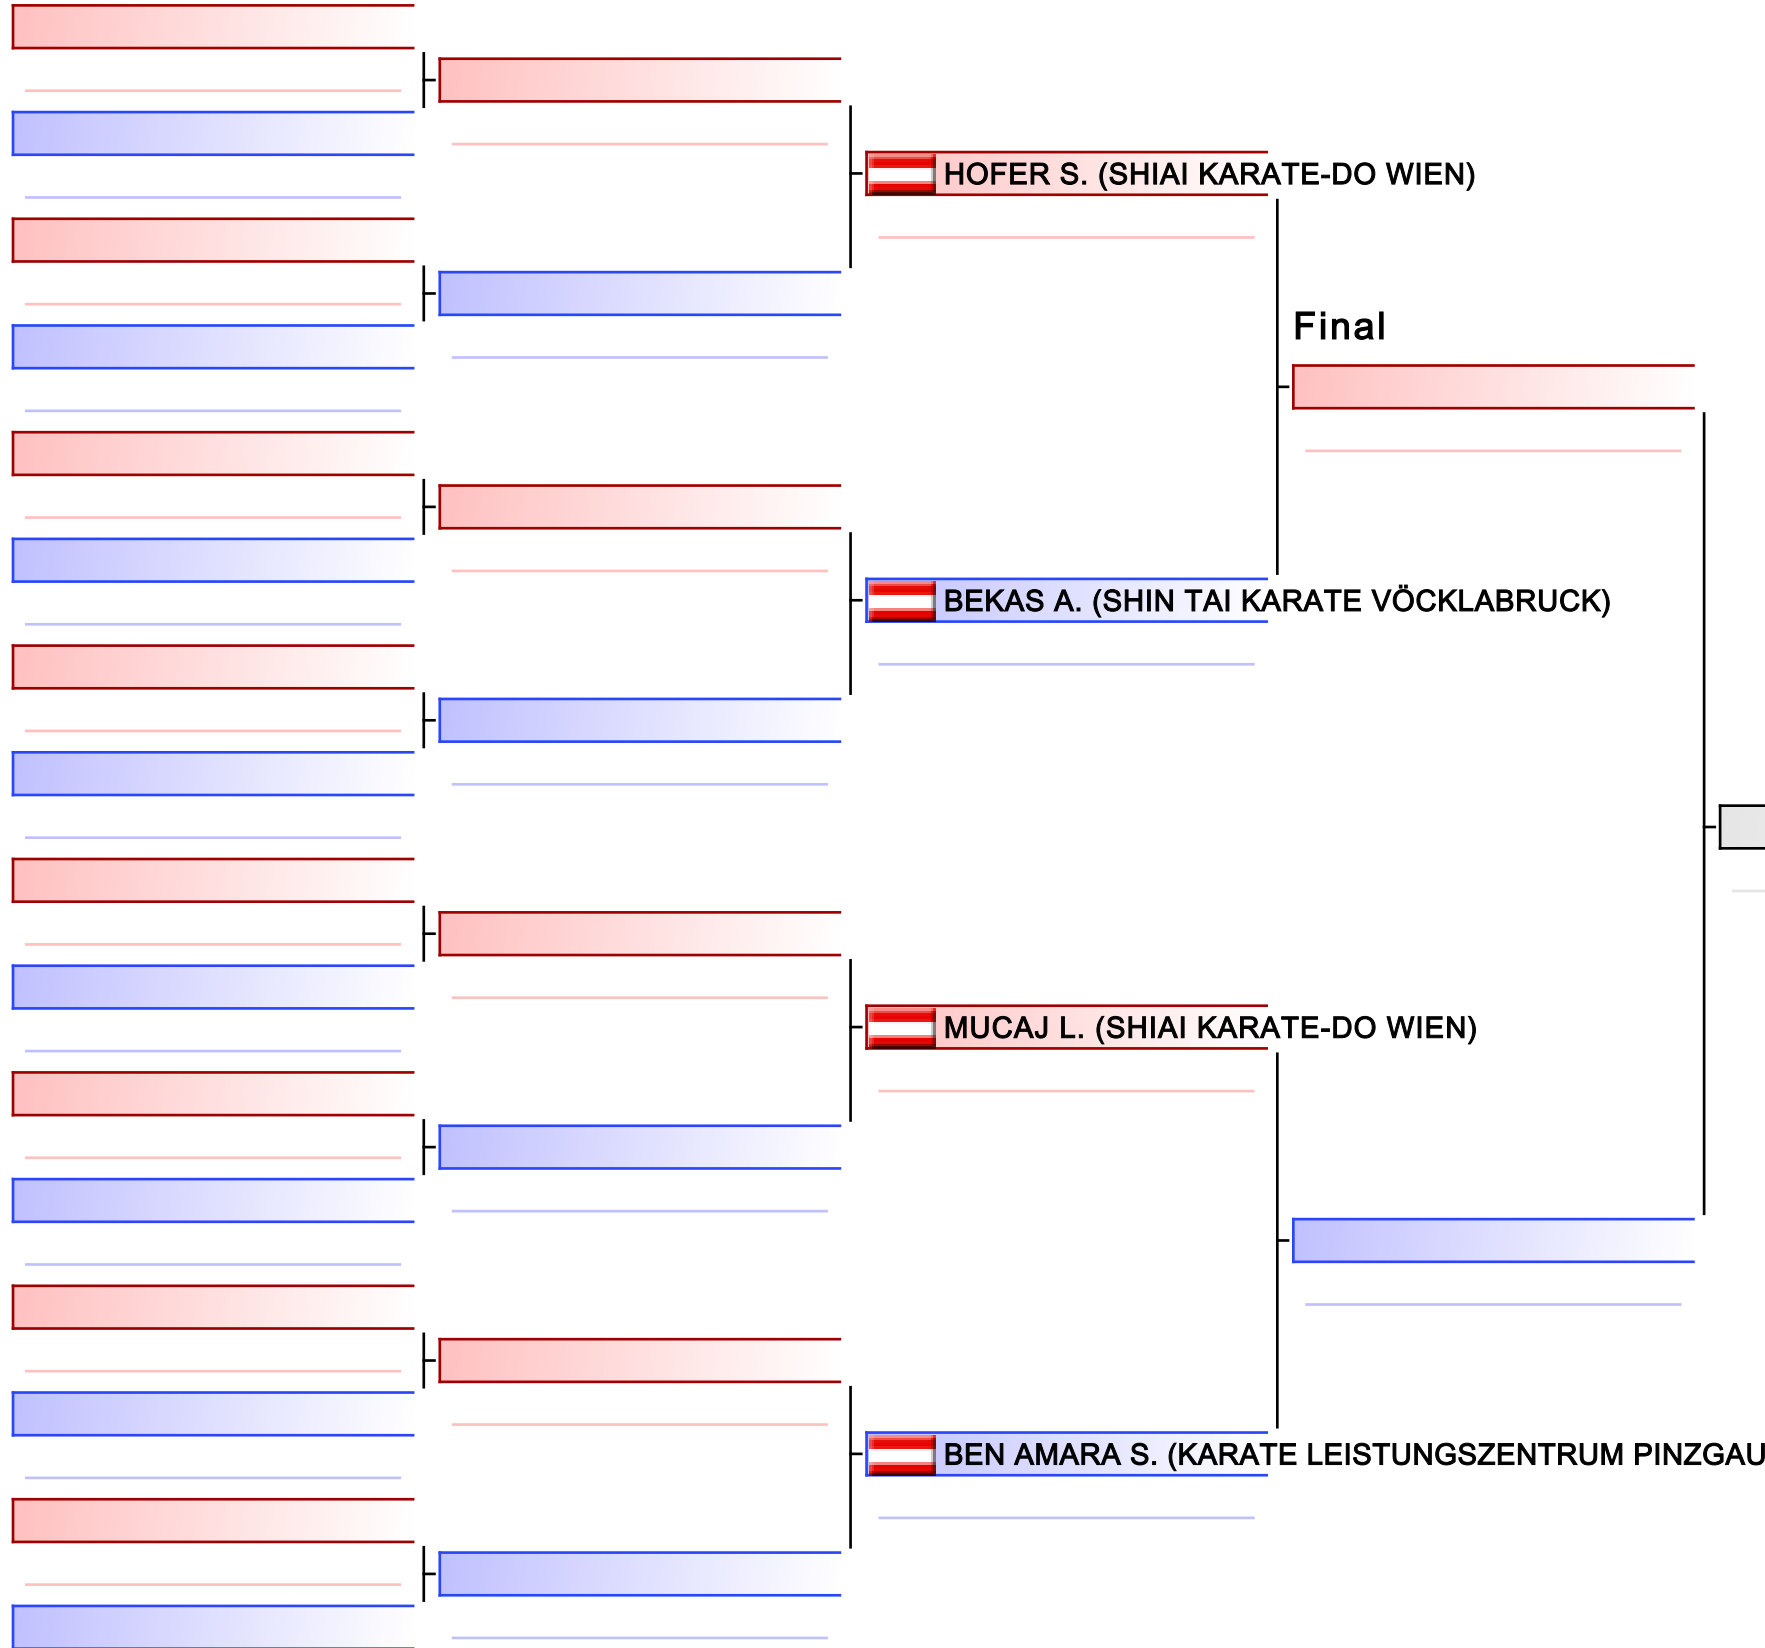 HOFER S. (SHIAI KARATE-DO WIEN)
Final
BEKAS A. (SHIN TAI KARATE VÖCKLABRUCK)
MUCAJ L. (SHIAI KARATE-DO WIEN)
BEN AMARA S. (KARATE LEISTUNGSZENTRUM PINZGAU